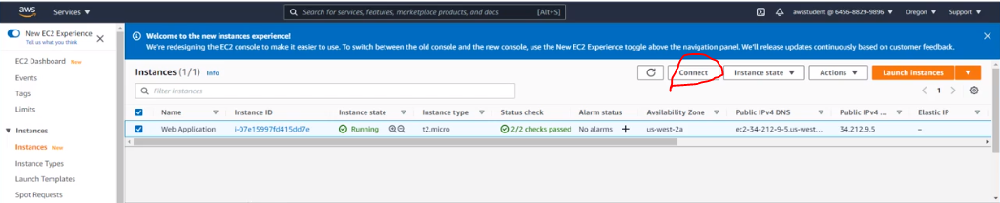 aws Services ▼ Search for services, features, marketplace products, and docs [Alt+S] awsstudent @ 6456-8829-9896 ▼ Oregon ▼ Support ▼
New EC2 Experience
Tell us what you think
Welcome to the new instances experience!
We're redesigning the EC2 console to make it easier to use. To switch between the old console and the new console, use the New EC2 Experience toggle above the navigation panel. We'll release updates continuously based on customer feedback.
EC2 Dashboard New
Events
Tags
Limits
Instances
Instances New
Instance Types
Launch Templates
Spot Requests
Instances (1/1) Info
Connect Instance state ▼ Actions ▼ Launch instances ▼
Filter instances
< 1 >
Name Instance ID Instance state Instance type Status check Alarm status Availability Zone Public IPv4 DNS Public IPv4 ... Elastic IP
Web Application i-07e15997fd415dd7e Running t2.micro 2/2 checks passed No alarms + us-west-2a ec2-34-212-9-5.us-west... 34.212.9.5 –